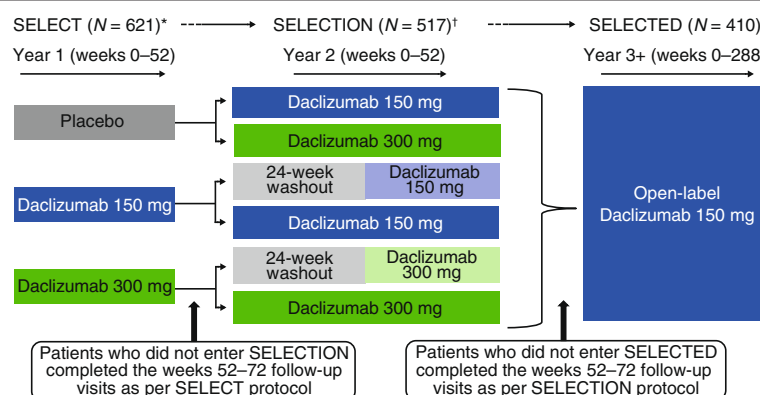 SELECT (N = 621)*
SELECTION (N = 517)†
SELECTED (N = 410)
Year 1 (weeks 0–52)
Year 2 (weeks 0–52)
Year 3+ (weeks 0–288
Placebo
Daclizumab 150 mg
Daclizumab 300 mg
Daclizumab 150 mg
24-week
washout
Daclizumab
150 mg
Daclizumab 150 mg
Daclizumab 300 mg
24-week
washout
Daclizumab
300 mg
Daclizumab 300 mg
Open-label
Daclizumab 150 mg
Patients who did not enter SELECTION
completed the weeks 52–72 follow-up
visits as per SELECT protocol
Patients who did not enter SELECTED
completed the weeks 52–72 follow-up
visits as per SELECTION protocol